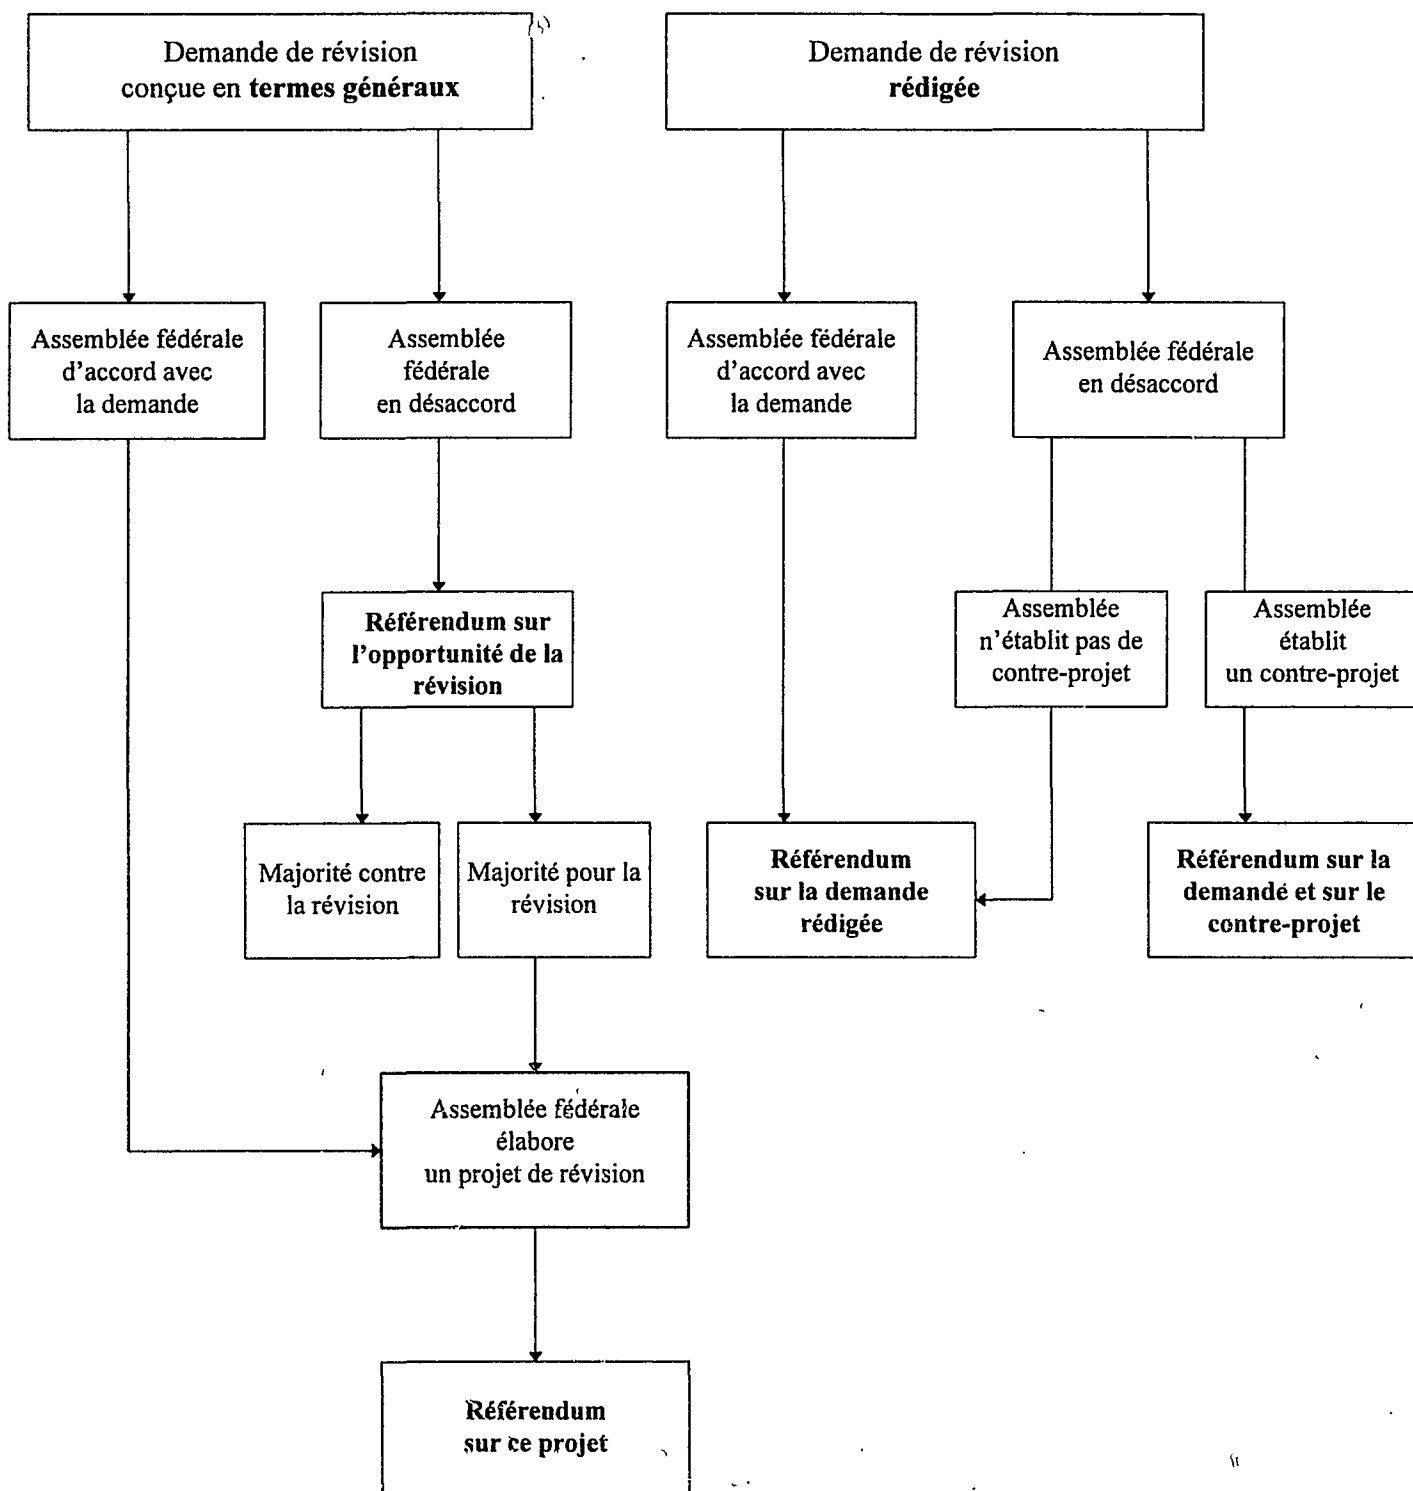 Demande de révision
conçue en termes généraux
Demande de révision
rédigée
Assemblée fédérale
d'accord avec
la demande
Assemblée
fédérale
en désaccord
Assemblée fédérale
d'accord avec
la demande
Assemblée fédérale
en désaccord
Référendum sur
l'opportunité de la
révision
Assemblée
n'établit pas de
contre-projet
Assemblée
établit
un contre-projet
Majorité contre
la révision
Majorité pour la
révision
Référendum
sur la demande
rédigée
Référendum sur la
demande et sur le
contre-projet
Assemblée fédérale
élabore
un projet de révision
Référendum
sur ce projet